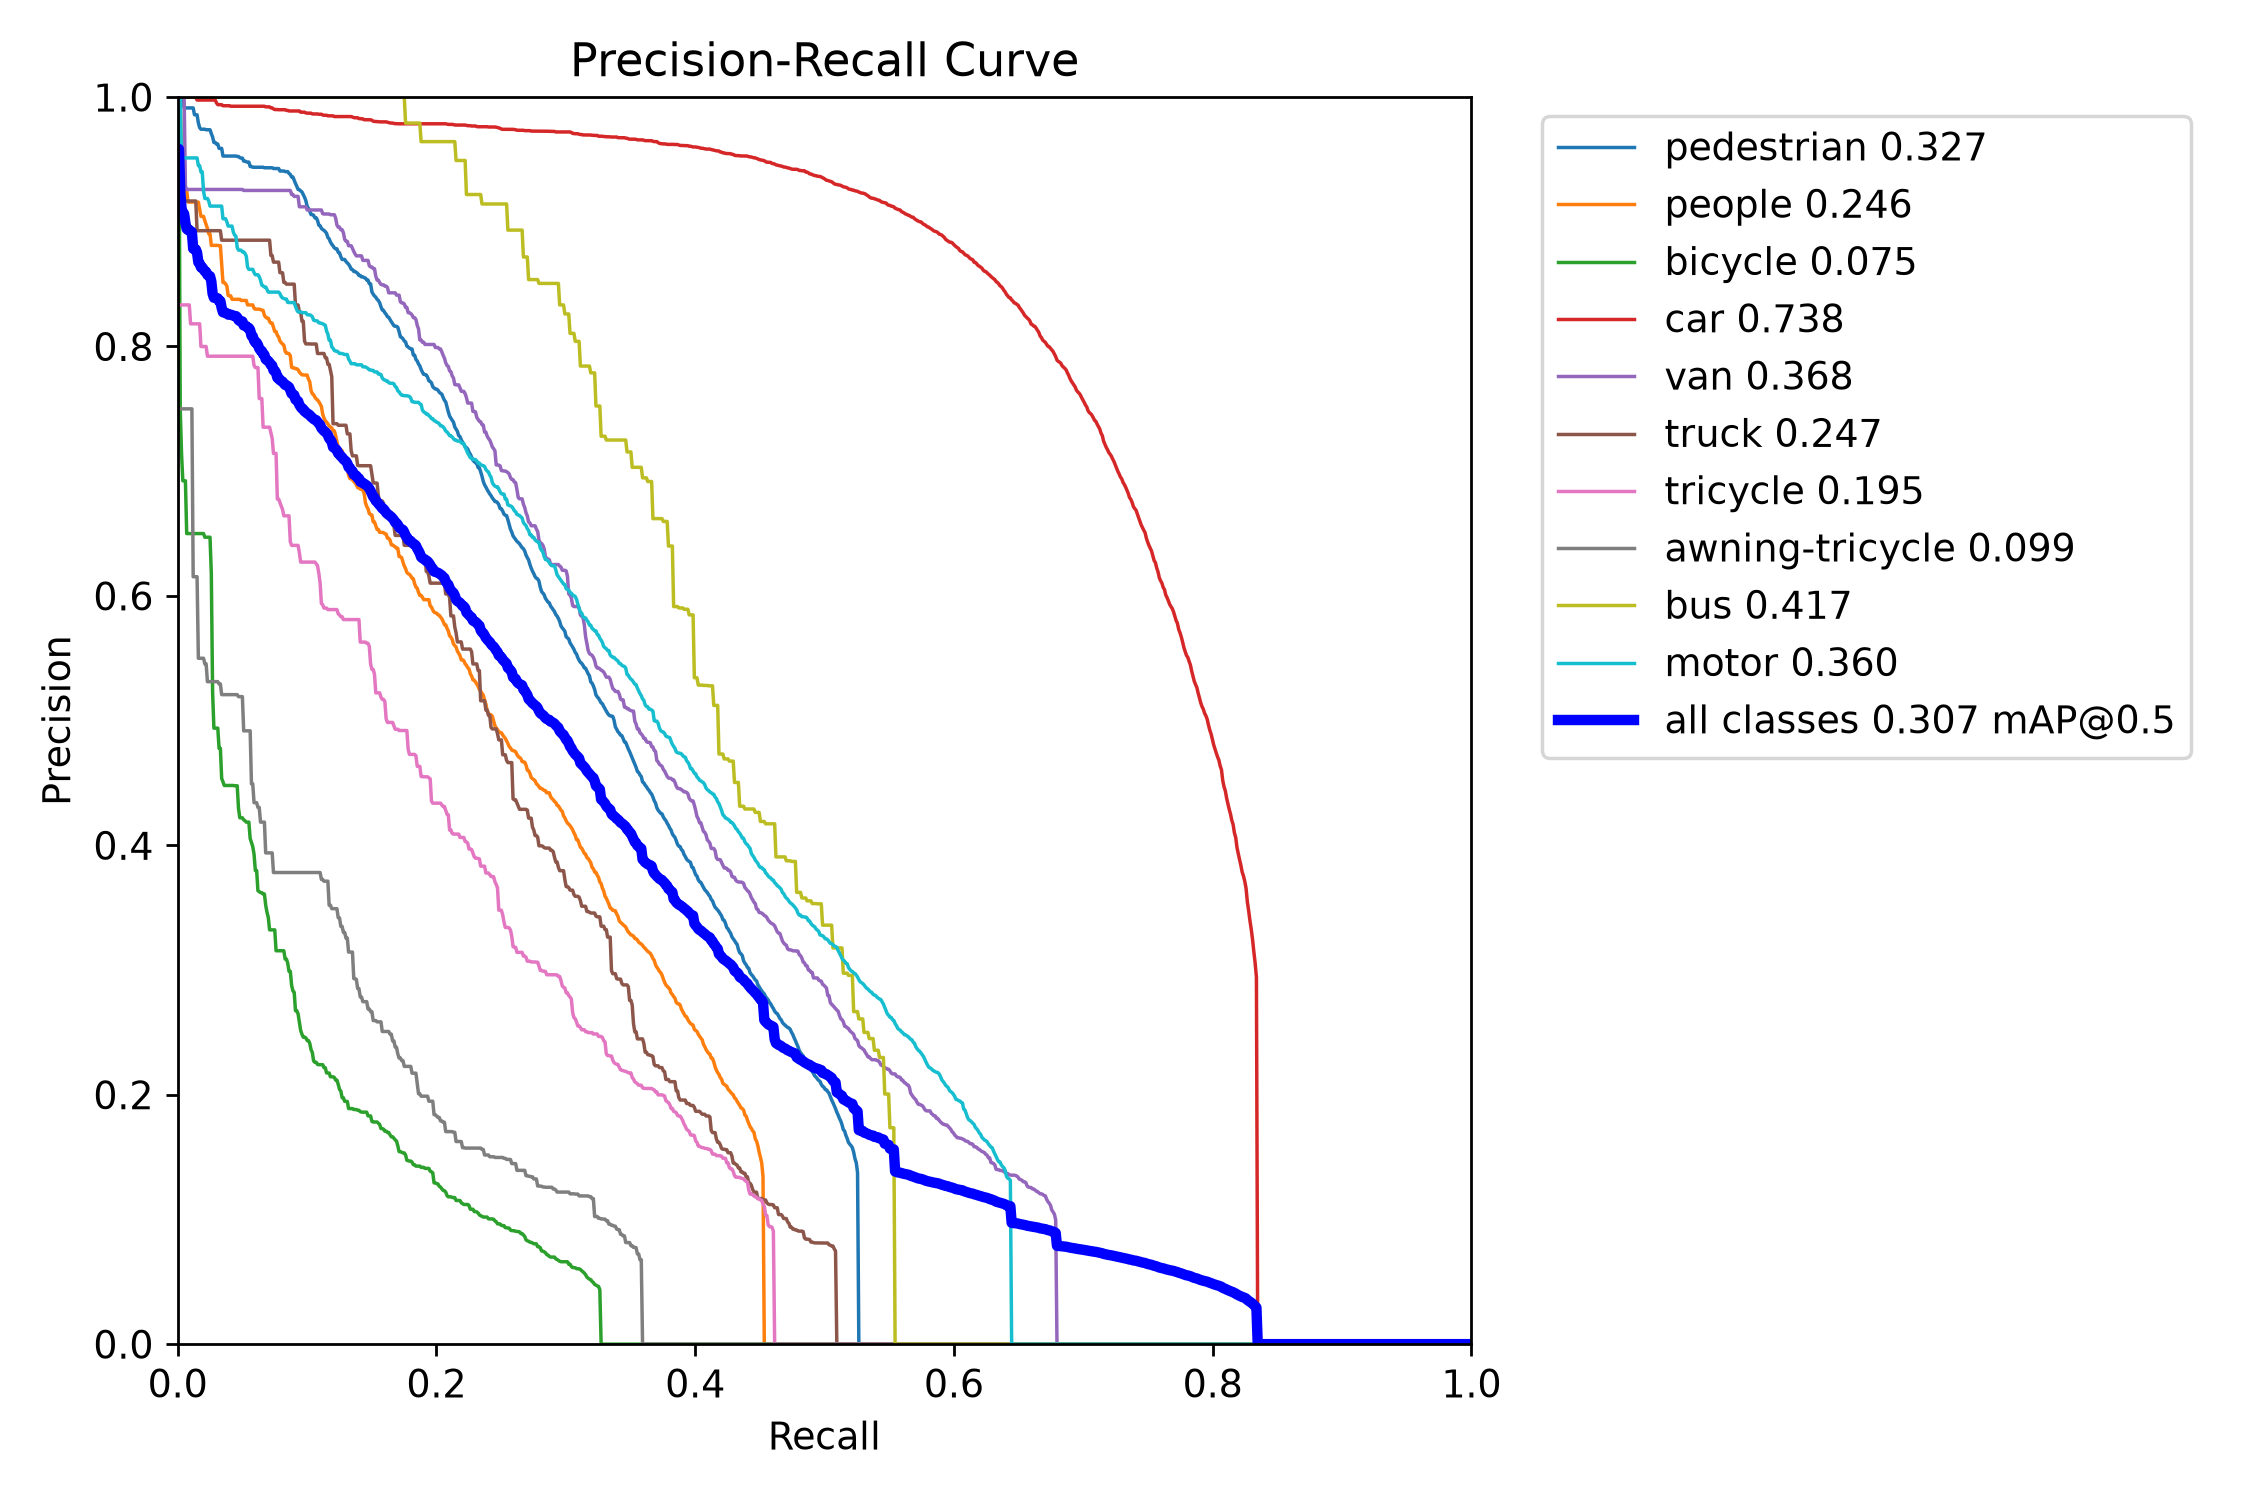 Precision-Recall Curve
1.0
0.8
0.6
0.4
0.2
0.0
Precision
0.0 0.2 0.4 0.6 0.8 1.0
Recall
pedestrian 0.327
people 0.246
bicycle 0.075
car 0.738
van 0.368
truck 0.247
tricycle 0.195
awning-tricycle 0.099
bus 0.417
motor 0.360
all classes 0.307 mAP@0.5